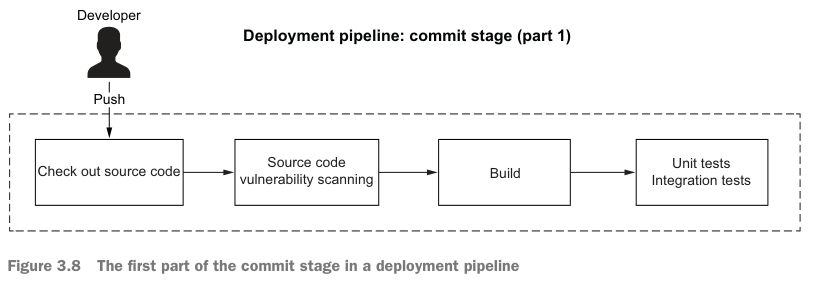 Developer
Deployment pipeline: commit stage (part 1)
Push
Check out source code
Source code
vulnerability scanning
Build
Unit tests
Integration tests
Figure 3.8 The first part of the commit stage in a deployment pipeline